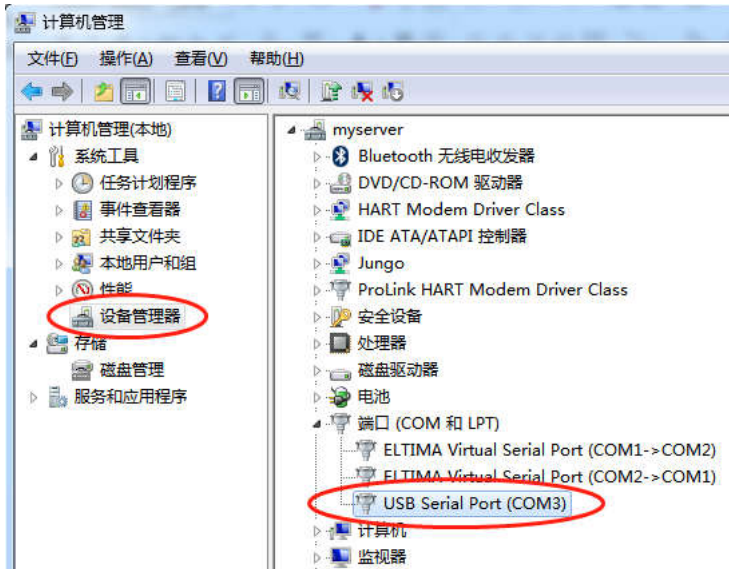 计算机管理
文件(F) 操作(A) 查看(V) 帮助(H)
计算机管理(本地)
系统工具
任务计划程序
事件查看器
共享文件夹
本地用户和组
性能
设备管理器
存储
磁盘管理
服务和应用程序
myserver
Bluetooth 无线电收发器
DVD/CD-ROM 驱动器
HART Modem Driver Class
IDE ATA/ATAPI 控制器
Jungo
ProLink HART Modem Driver Class
安全设备
处理器
磁盘驱动器
电池
端口 (COM 和 LPT)
ELTIMA Virtual Serial Port (COM1->COM2)
ELTIMA Virtual Serial Port (COM2->COM1)
USB Serial Port (COM3)
计算机
监视器